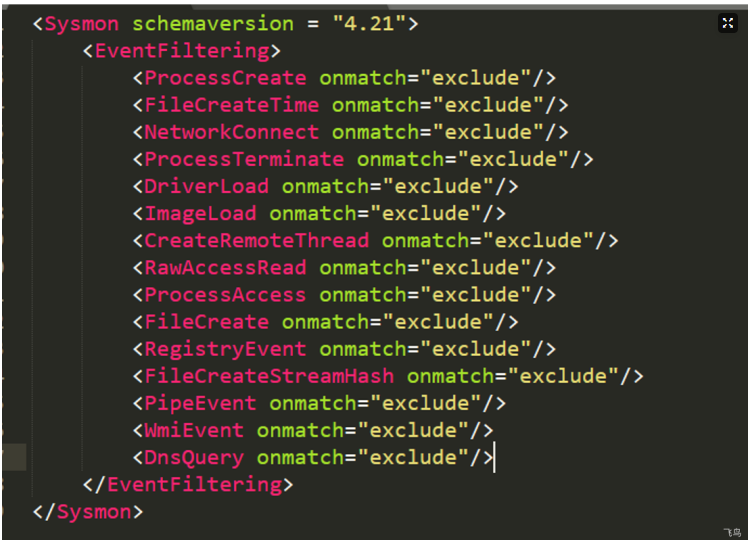 <Sysmon schemaversion = "4.21">
<EventFiltering>
<ProcessCreate onmatch="exclude"/>
<FileCreateTime onmatch="exclude"/>
<NetworkConnect onmatch="exclude"/>
<ProcessTerminate onmatch="exclude"/>
<DriverLoad onmatch="exclude"/>
<ImageLoad onmatch="exclude"/>
<CreateRemoteThread onmatch="exclude"/>
<RawAccessRead onmatch="exclude"/>
<ProcessAccess onmatch="exclude"/>
<FileCreate onmatch="exclude"/>
<RegistryEvent onmatch="exclude"/>
<FileCreateStreamHash onmatch="exclude"/>
<PipeEvent onmatch="exclude"/>
<WmiEvent onmatch="exclude"/>
<DnsQuery onmatch="exclude"/>
</EventFiltering>
</Sysmon>
飞鸟